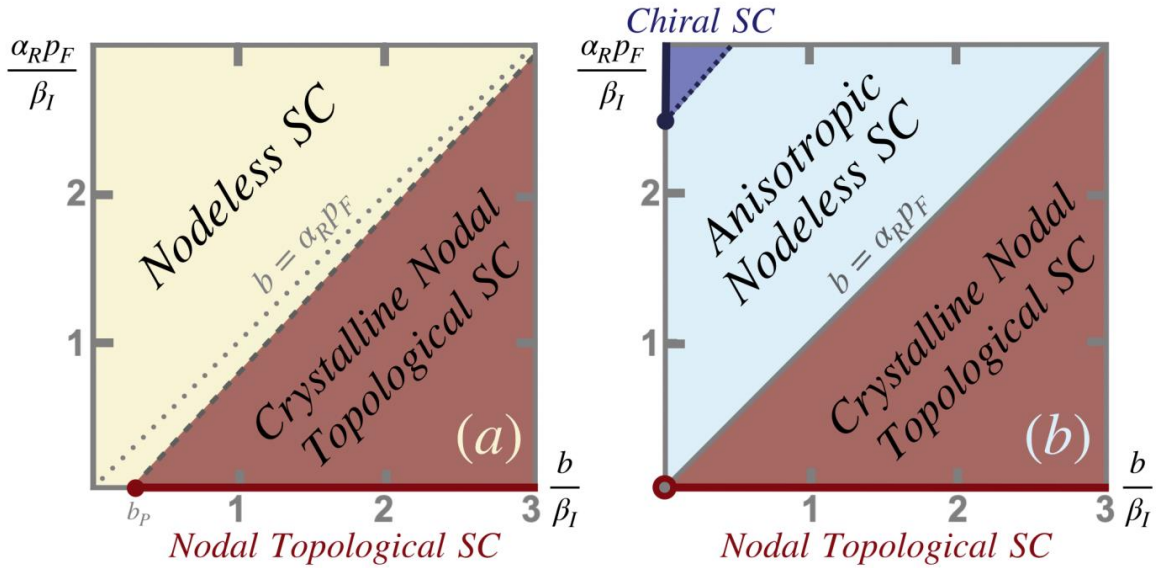 α_R p_F
β_I
Nodeless SC
b = α_R p_F
Crystalline Nodal
Topological SC
2
1
(a)
b_P
1
2
3
b
β_I
Nodal Topological SC
Chiral SC
α_R p_F
β_I
Anisotropic
Nodeless SC
b = α_R p_F
Crystalline Nodal
Topological SC
2
1
(b)
1
2
3
b
β_I
Nodal Topological SC